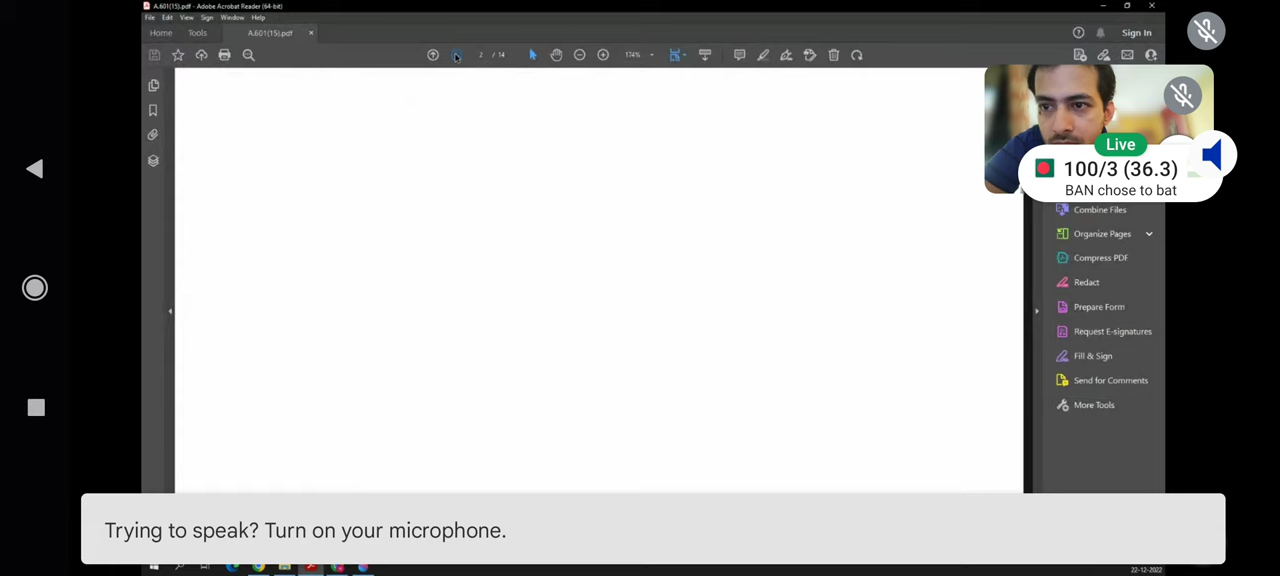 A.601(15).pdf - Adobe Acrobat Reader (64-bit)
File Edit View Sign Window Help
Home Tools A.601(15).pdf × Sign In
2 / 14 174%
Live
100/3 (36.3)
BAN chose to bat
Combine Files
Organize Pages
Compress PDF
Redact
Prepare Form
Request E-signatures
Fill & Sign
Send for Comments
More Tools
Trying to speak? Turn on your microphone.
22-12-2022